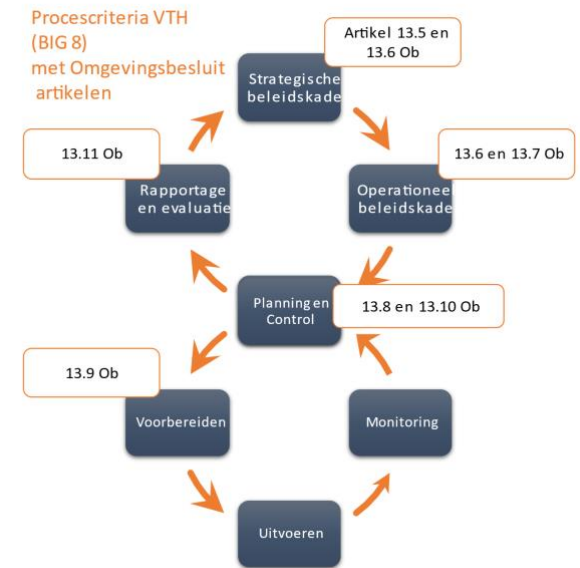 Procescriteria VTH
(BIG 8)
met Omgevingsbesluit
artikelen
Artikel 13.5 en
13.6 Ob
Strategische
beleidskade
13.11 Ob
13.6 en 13.7 Ob
Rapportage
en evaluatie
Operationee
beleidskade
Planning en
Control
13.8 en 13.10 Ob
13.9 Ob
Voorbereiden
Monitoring
Uitvoeren